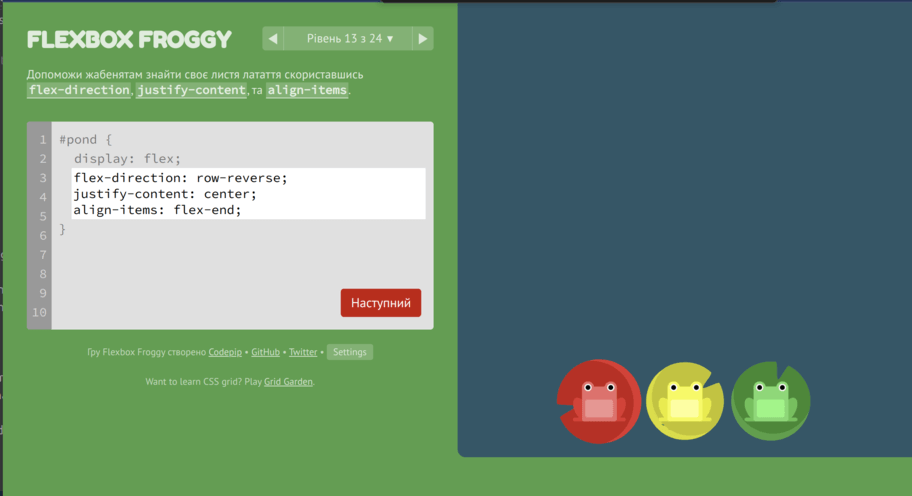 FLEXBOX FROGGY
Рівень 13 з 24 ▼
Допоможи жабенятам знайти своє листя латаття скориставшись
flex-direction, justify-content, та align-items.
1 #pond {
2 display: flex;
3 flex-direction: row-reverse;
4 justify-content: center;
5 align-items: flex-end;
6 }
7
8
9
10
Наступний
Гру Flexbox Froggy створено Codepip • GitHub • Twitter • Settings
Want to learn CSS grid? Play Grid Garden.